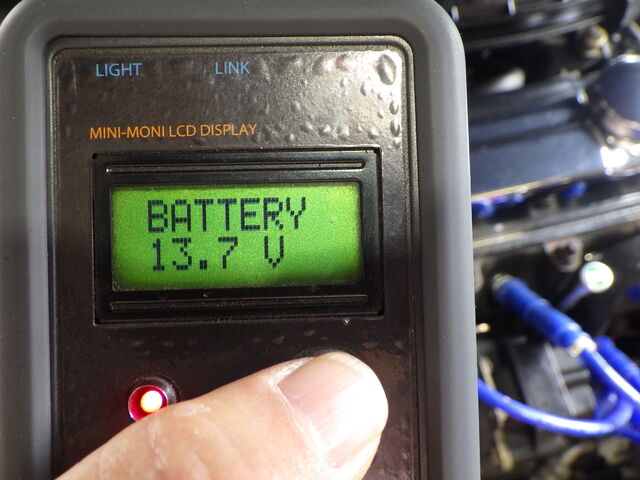 LIGHT LINK
MINI-MONI LCD DISPLAY
BATTERY
13.7 V